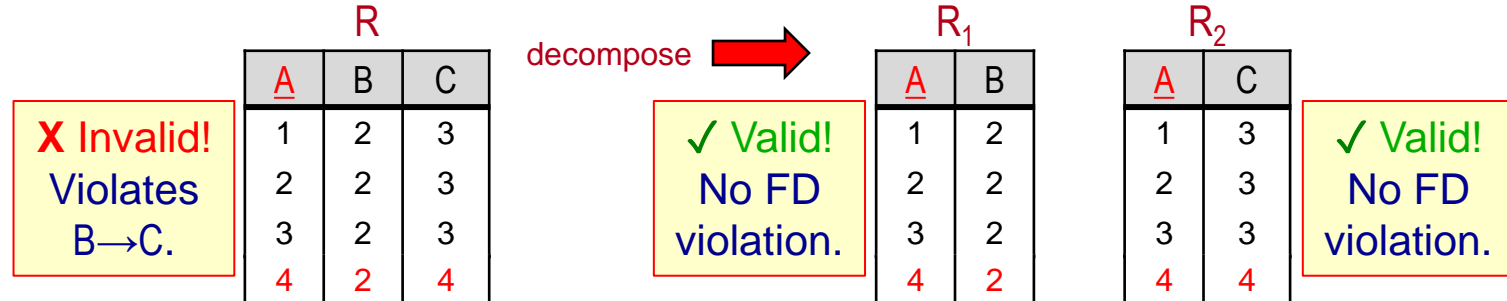 R
decompose
R₁
R₂
A B C
A B
A C
X Invalid!
Violates
B→C.
1 2 3
2 2 3
3 2 3
4 2 4
✓ Valid!
No FD
violation.
1 2
2 2
3 2
4 2
1 3
2 3
3 3
4 4
✓ Valid!
No FD
violation.